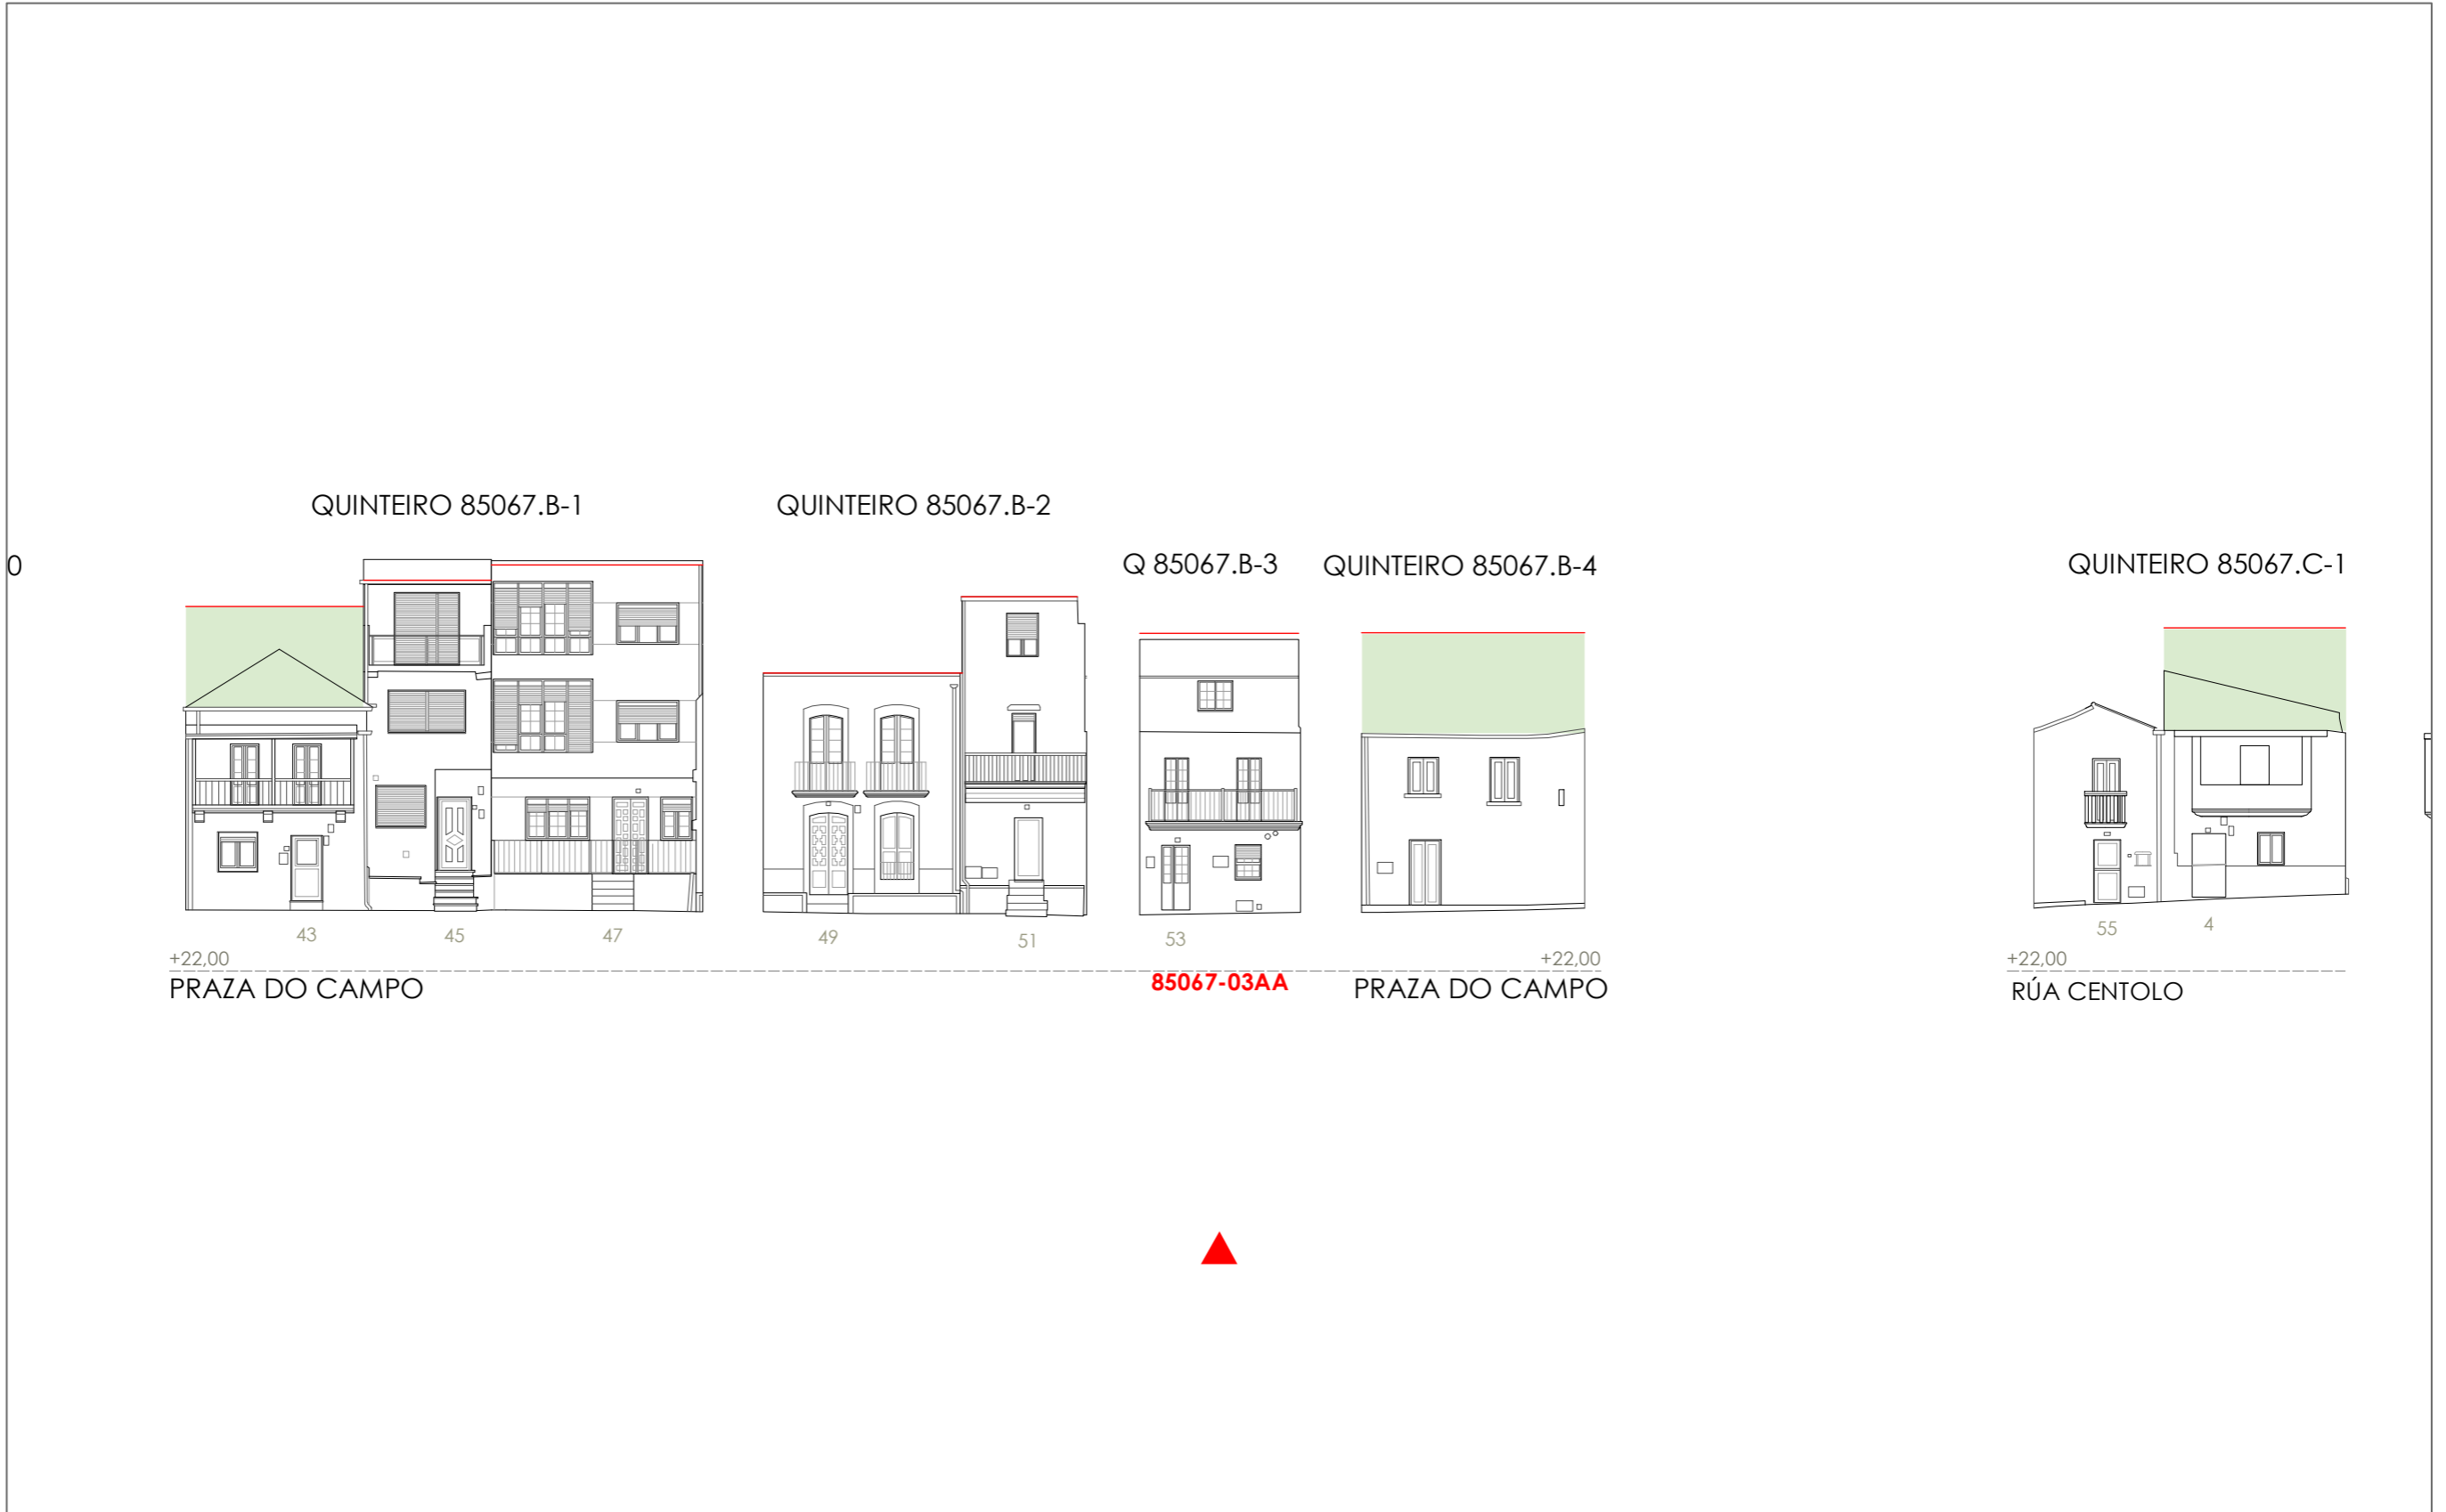 QUINTEIRO 85067.B-1
QUINTEIRO 85067.B-2
0
Q 85067.B-3
QUINTEIRO 85067.B-4
QUINTEIRO 85067.C-1
43
45
47
49
51
53
55
4
+22,00
+22,00
+22,00
PRAZA DO CAMPO
85067-03AA
PRAZA DO CAMPO
RÚA CENTOLO